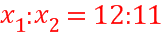 x₁:x₂ = 12:11